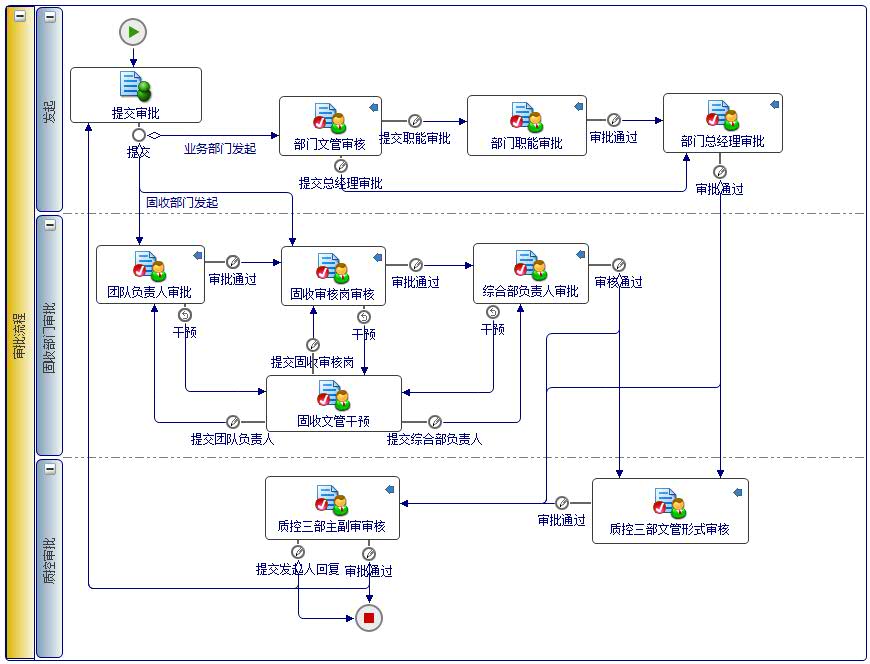 审批流程
发起
提交审批
提交
业务部门发起
部门文管审核
提交职能审批
部门职能审批
审批通过
部门总经理审批
提交总经理审批
审批通过
固收部门发起
固收部门审批
团队负责人审批
审批通过
固收审核岗审核
审批通过
综合部负责人审批
审核通过
干预
干预
干预
提交固收审核岗
固收文管干预
提交团队负责人
提交综合部负责人
质控审批
质控三部主副审审核
审批通过
质控三部文管形式审核
提交发起人回复
审批通过